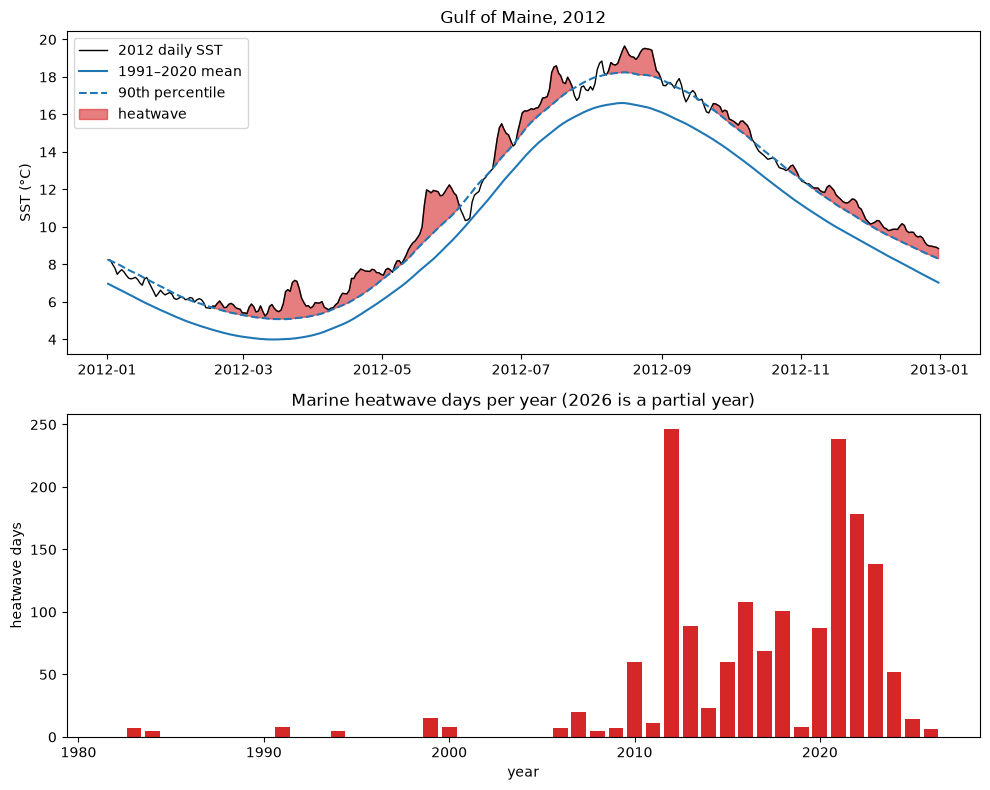 Gulf of Maine, 2012
20
18
16
14
12
10
8
6
4
SST (°C)
2012 daily SST
1991–2020 mean
90th percentile
heatwave
2012-01 2012-03 2012-05 2012-07 2012-09 2012-11 2013-01
Marine heatwave days per year (2026 is a partial year)
250
200
150
100
50
0
heatwave days
1980 1990 2000 2010 2020
year